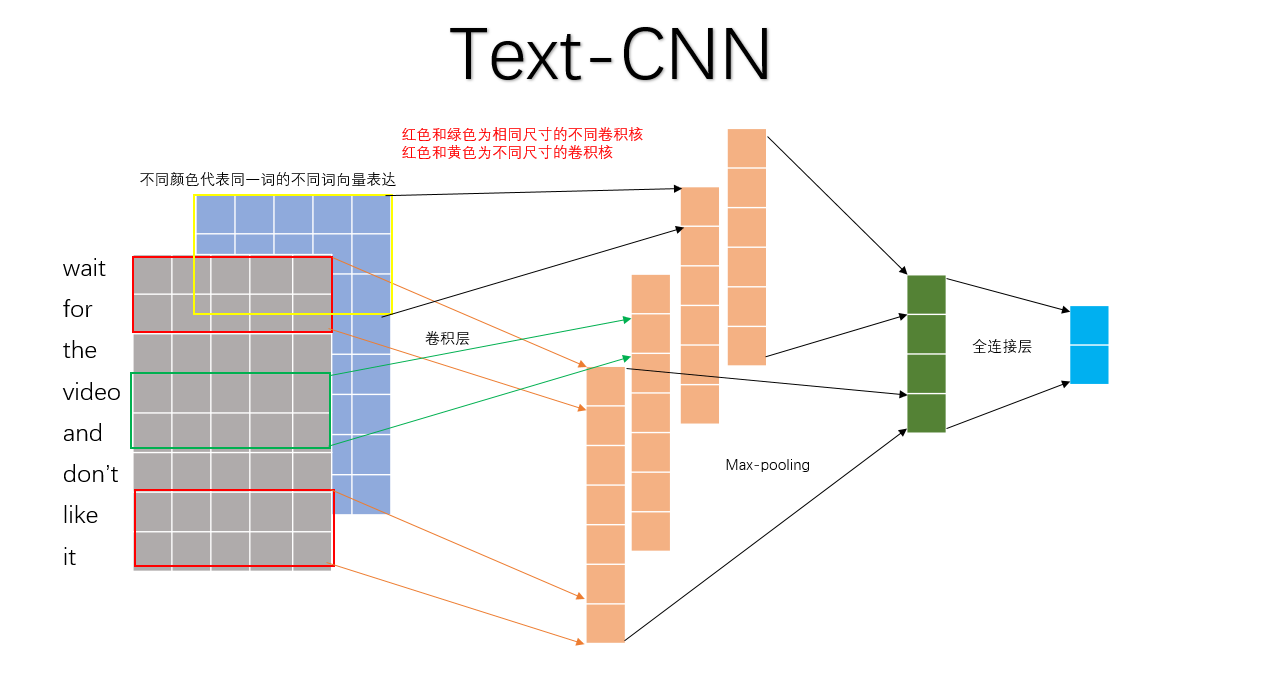 Text-CNN
红色和绿色为相同尺寸的不同卷积核
红色和黄色为不同尺寸的卷积核
不同颜色代表同一词的不同词向量表达
wait
for
the
video
and
don't
like
it
卷积层
全连接层
Max-pooling